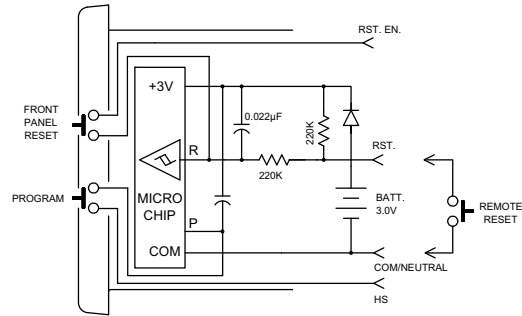 RST. EN.
+3V
0.022µF
220K
FRONT
PANEL
RESET
R
RST.
220K
PROGRAM
MICRO
CHIP
P
BATT.
3.0V
REMOTE
RESET
COM
COM/NEUTRAL
HS